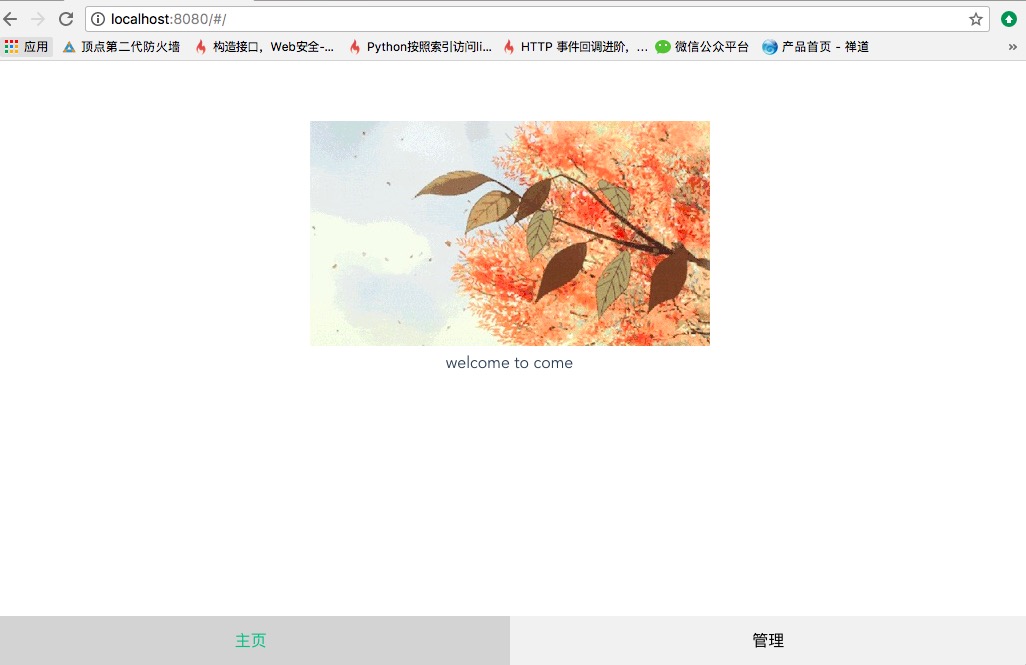 localhost:8080/#/
应用 顶点第二代防火墙 构造接口，Web安全-... Python按照索引访问li... HTTP 事件回调进阶，... 微信公众平台 产品首页 - 禅道 »
welcome to come
主页 管理